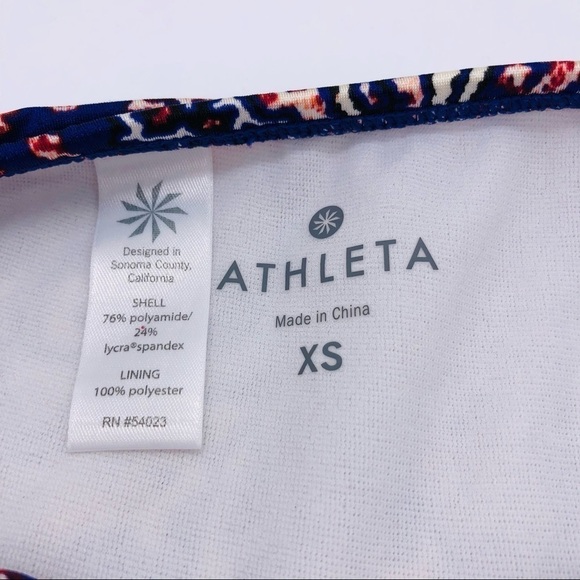 Designed in
Sonoma County,
California
SHELL
76% polyamide/
24%
lycra®spandex
LINING
100% polyester
RN #54023
ATHLETA
Made in China
XS